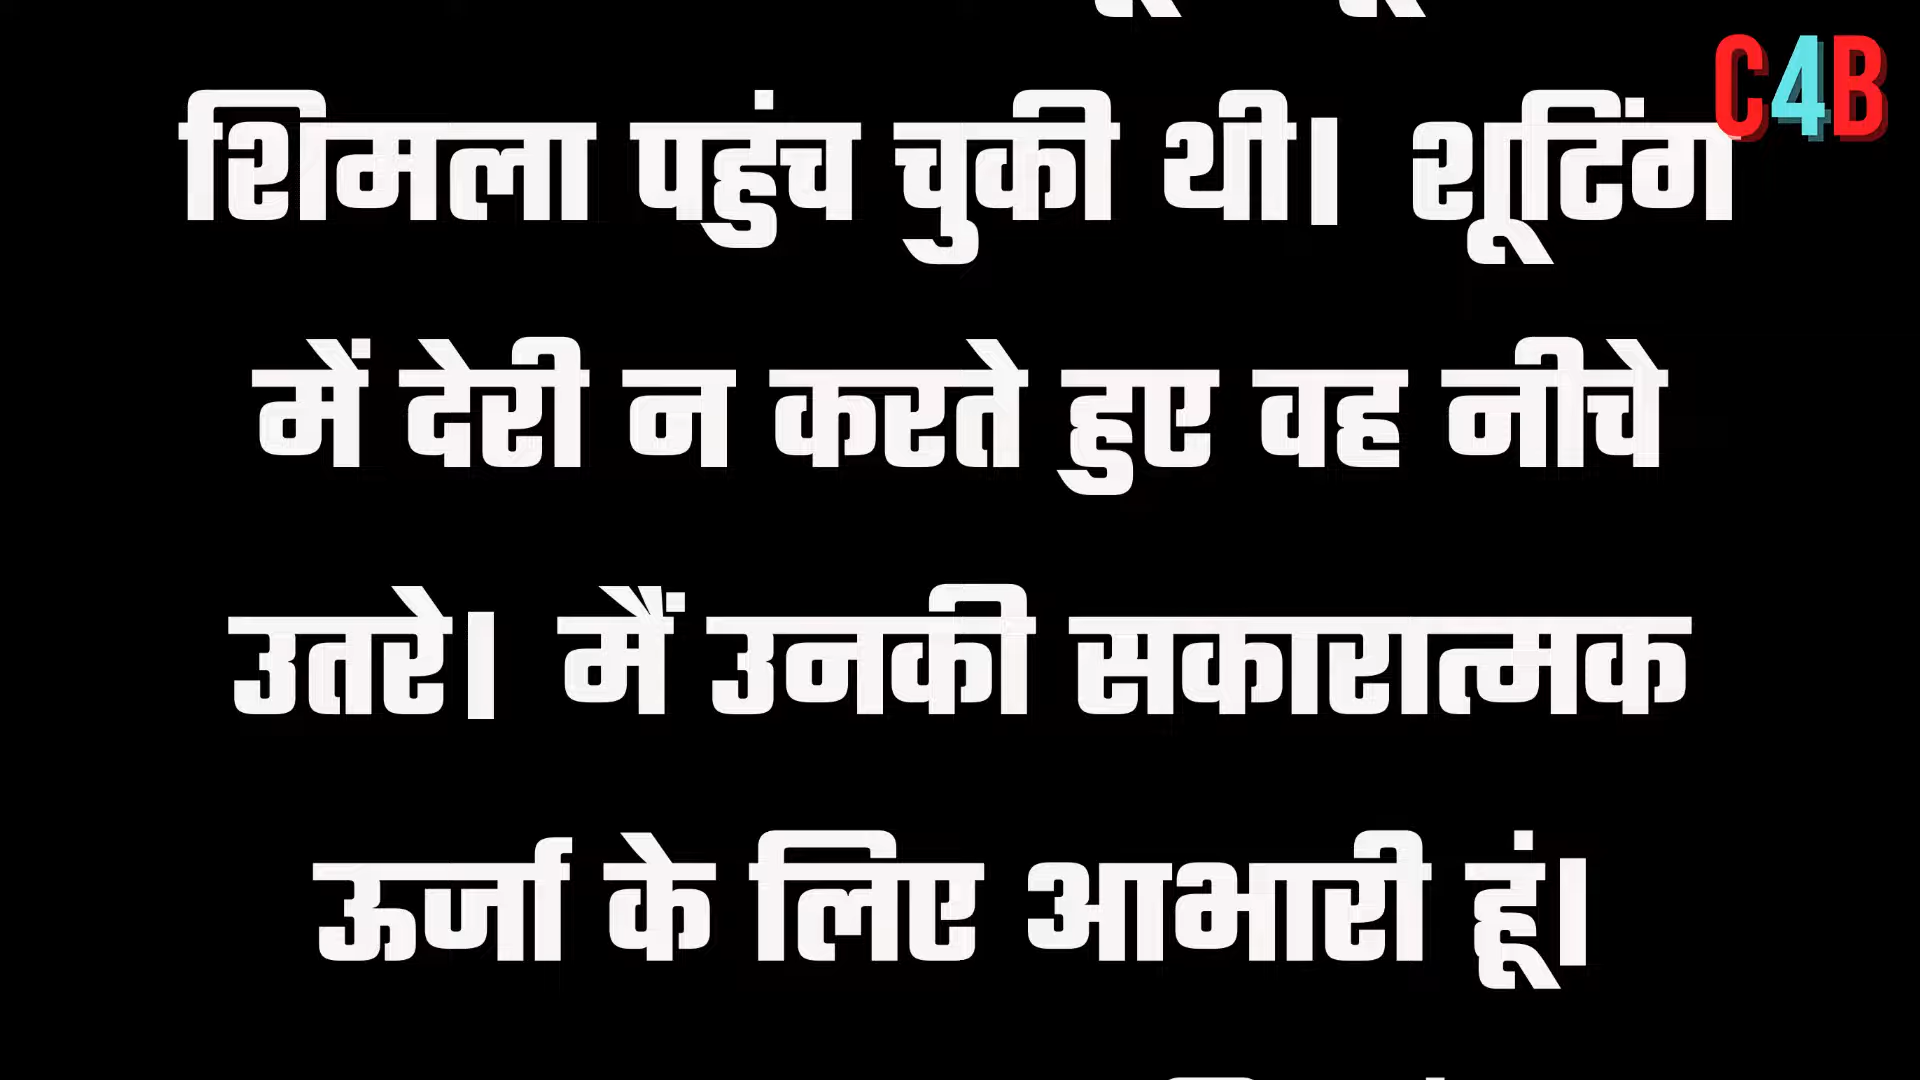 C4B
शिमला पहुंच चुकी थी। शूटिंग
में देरी न करते हुए वह नीचे
उतरे। मैं उनकी सकारात्मक
ऊर्जा के लिए आभारी हूं।